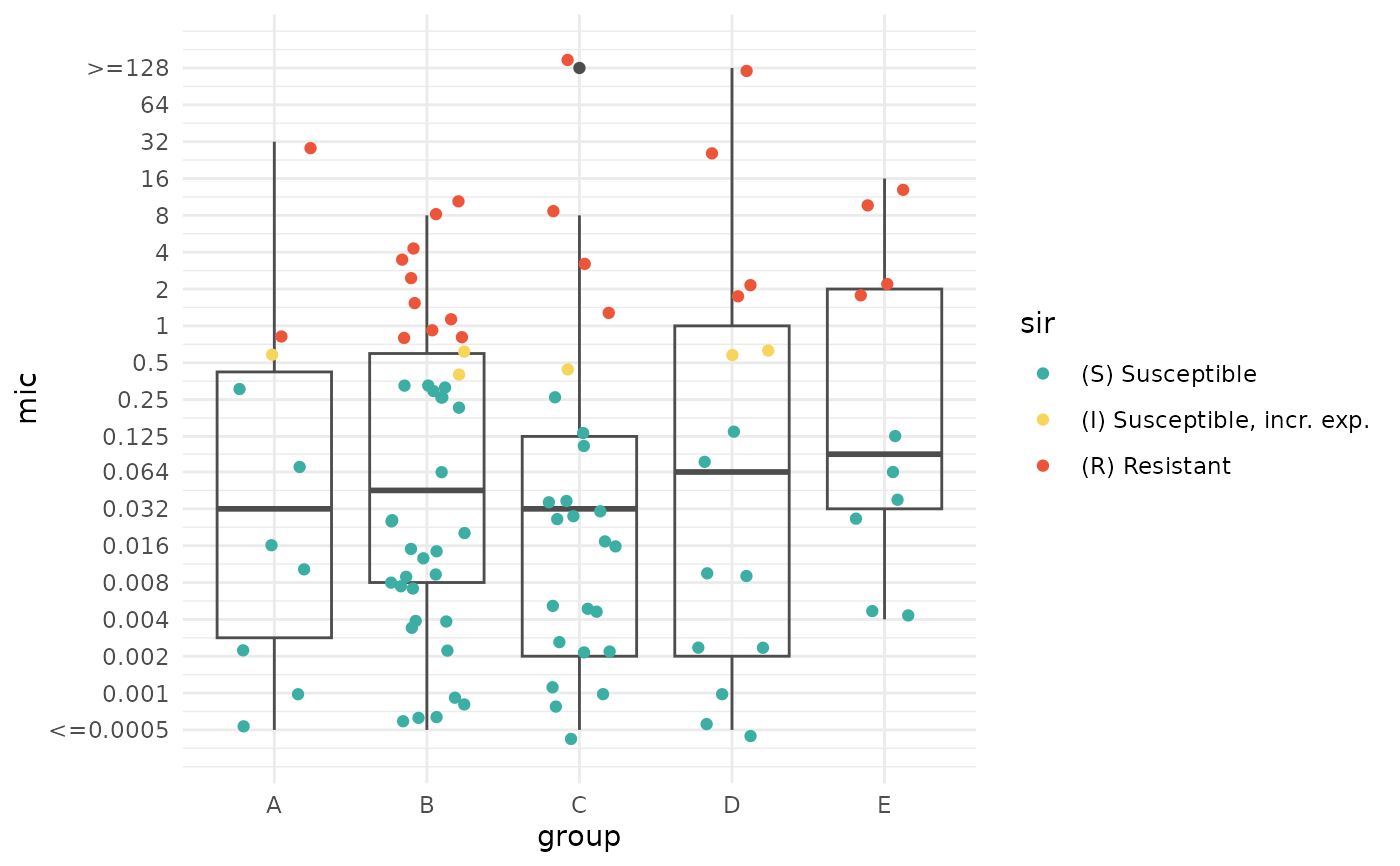 >=128
64
32
16
8
4
2
1
0.5
0.25
0.125
0.064
0.032
0.016
0.008
0.004
0.002
0.001
<=0.0005
mic
A B C D E
group
sir
(S) Susceptible
(I) Susceptible, incr. exp.
(R) Resistant